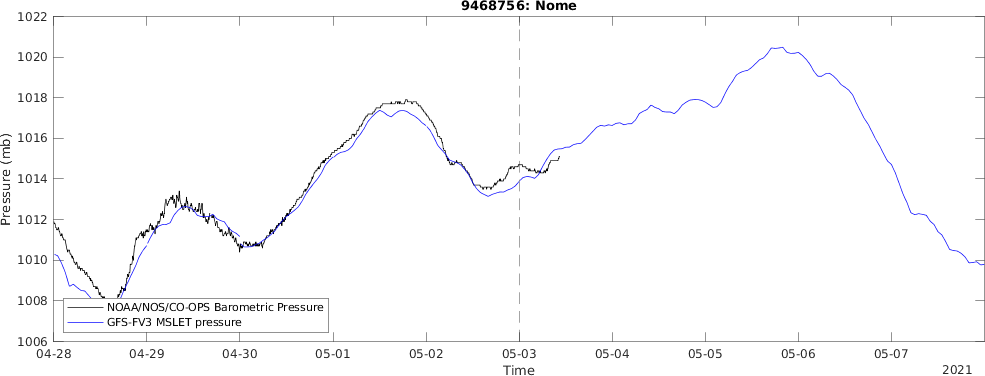 9468756: Nome
1022
1020
1018
1016
1014
1012
1010
1008
1006
Pressure (mb)
NOAA/NOS/CO-OPS Barometric Pressure
GFS-FV3 MSLET pressure
04-28 04-29 04-30 05-01 05-02 05-03 05-04 05-05 05-06 05-07
Time
2021